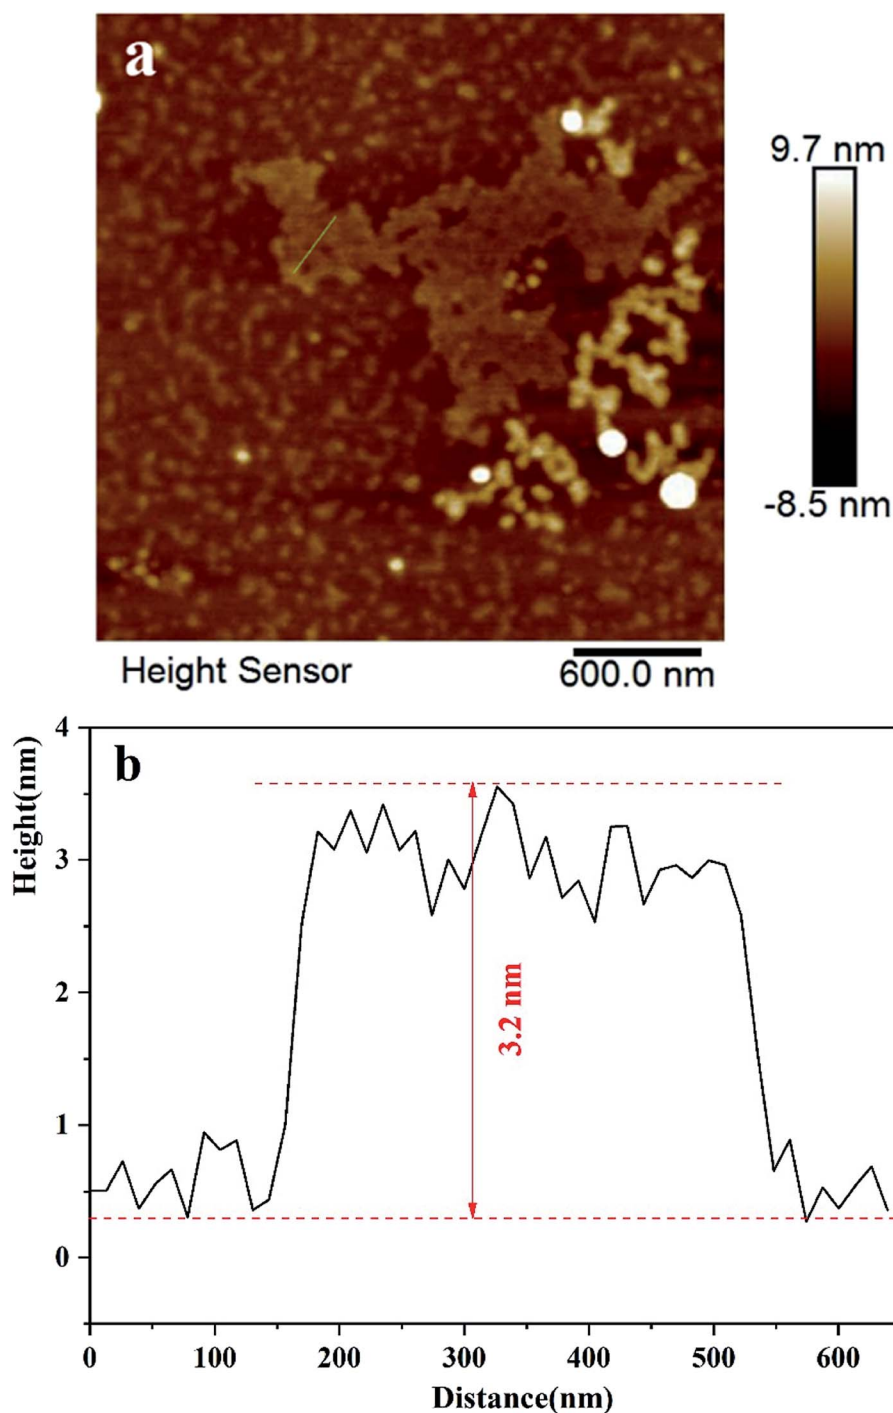 a
9.7 nm
-8.5 nm
Height Sensor
600.0 nm
b
Height(nm)
4
3
2
1
0
3.2 nm
0 100 200 300 400 500 600
Distance(nm)